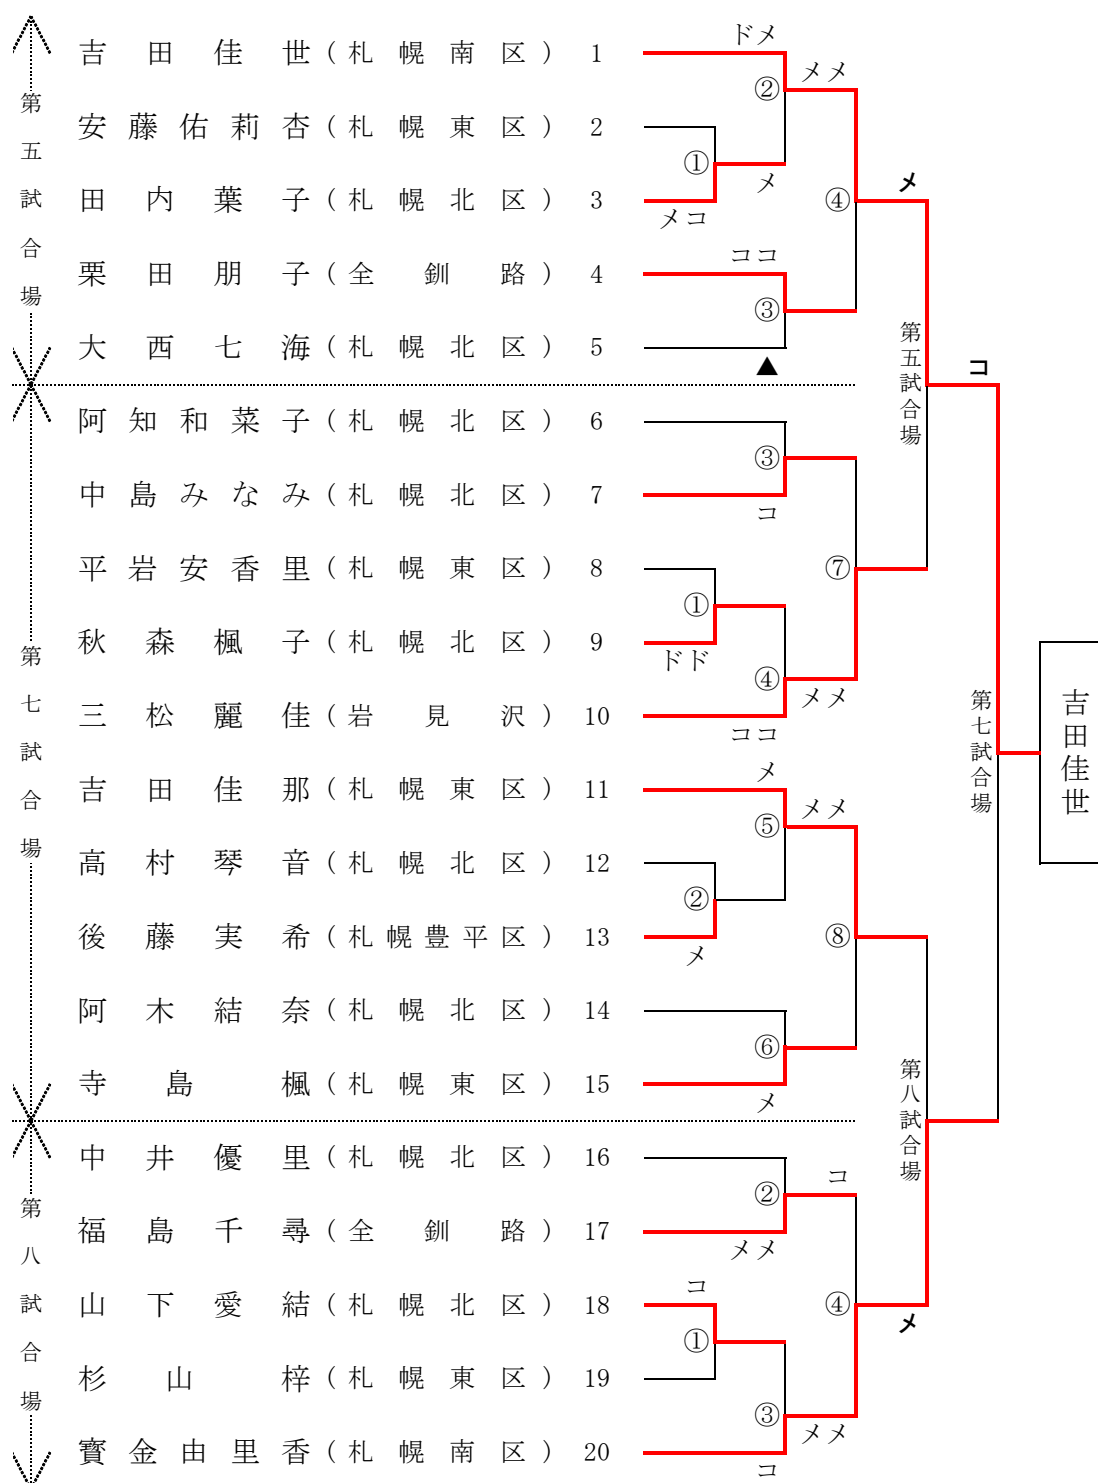 第五試合場
吉田佳世(札幌南区) 1
安藤佑莉杏(札幌東区) 2
田内葉子(札幌北区) 3
栗田朋子(全釧路) 4
大西七海(札幌北区) 5
第七試合場
阿知和菜子(札幌北区) 6
中島みなみ(札幌北区) 7
平岩安香里(札幌東区) 8
秋森楓子(札幌北区) 9
三松麗佳(岩見沢) 10
吉田佳那(札幌東区) 11
高村琴音(札幌北区) 12
後藤実希(札幌豊平区) 13
阿木結奈(札幌北区) 14
寺島楓(札幌東区) 15
第八試合場
中井優里(札幌北区) 16
福島千尋(全釧路) 17
山下愛結(札幌北区) 18
杉山梓(札幌東区) 19
寳金由里香(札幌南区) 20
ドメ
②
メメ
①
メ
メコ
④
メ
ココ
③
▲
第五試合場
コ
③
コ
①
ドド
⑦
④
メメ
ココ
メ
⑤
メメ
②
メ
⑧
⑥
メ
第七試合場
吉田佳世
第八試合場
②
コ
メメ
コ
①
④
メ
③
メメ
コ